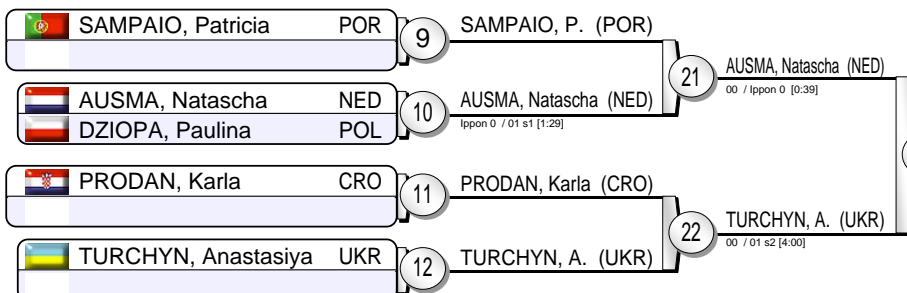 SAMPAIO, Patricia POR
9
SAMPAIO, P. (POR)
21
AUSMA, Natascha (NED)
00 / Ippon 0 [0:39]
AUSMA, Natascha NED
DZIOPA, Paulina POL
10
AUSMA, Natascha (NED)
Ippon 0 / 01 s1 [1:29]
PRODAN, Karla CRO
11
PRODAN, Karla (CRO)
22
TURCHYN, A. (UKR)
00 / 01 s2 [4:00]
TURCHYN, Anastasiya UKR
12
TURCHYN, A. (UKR)